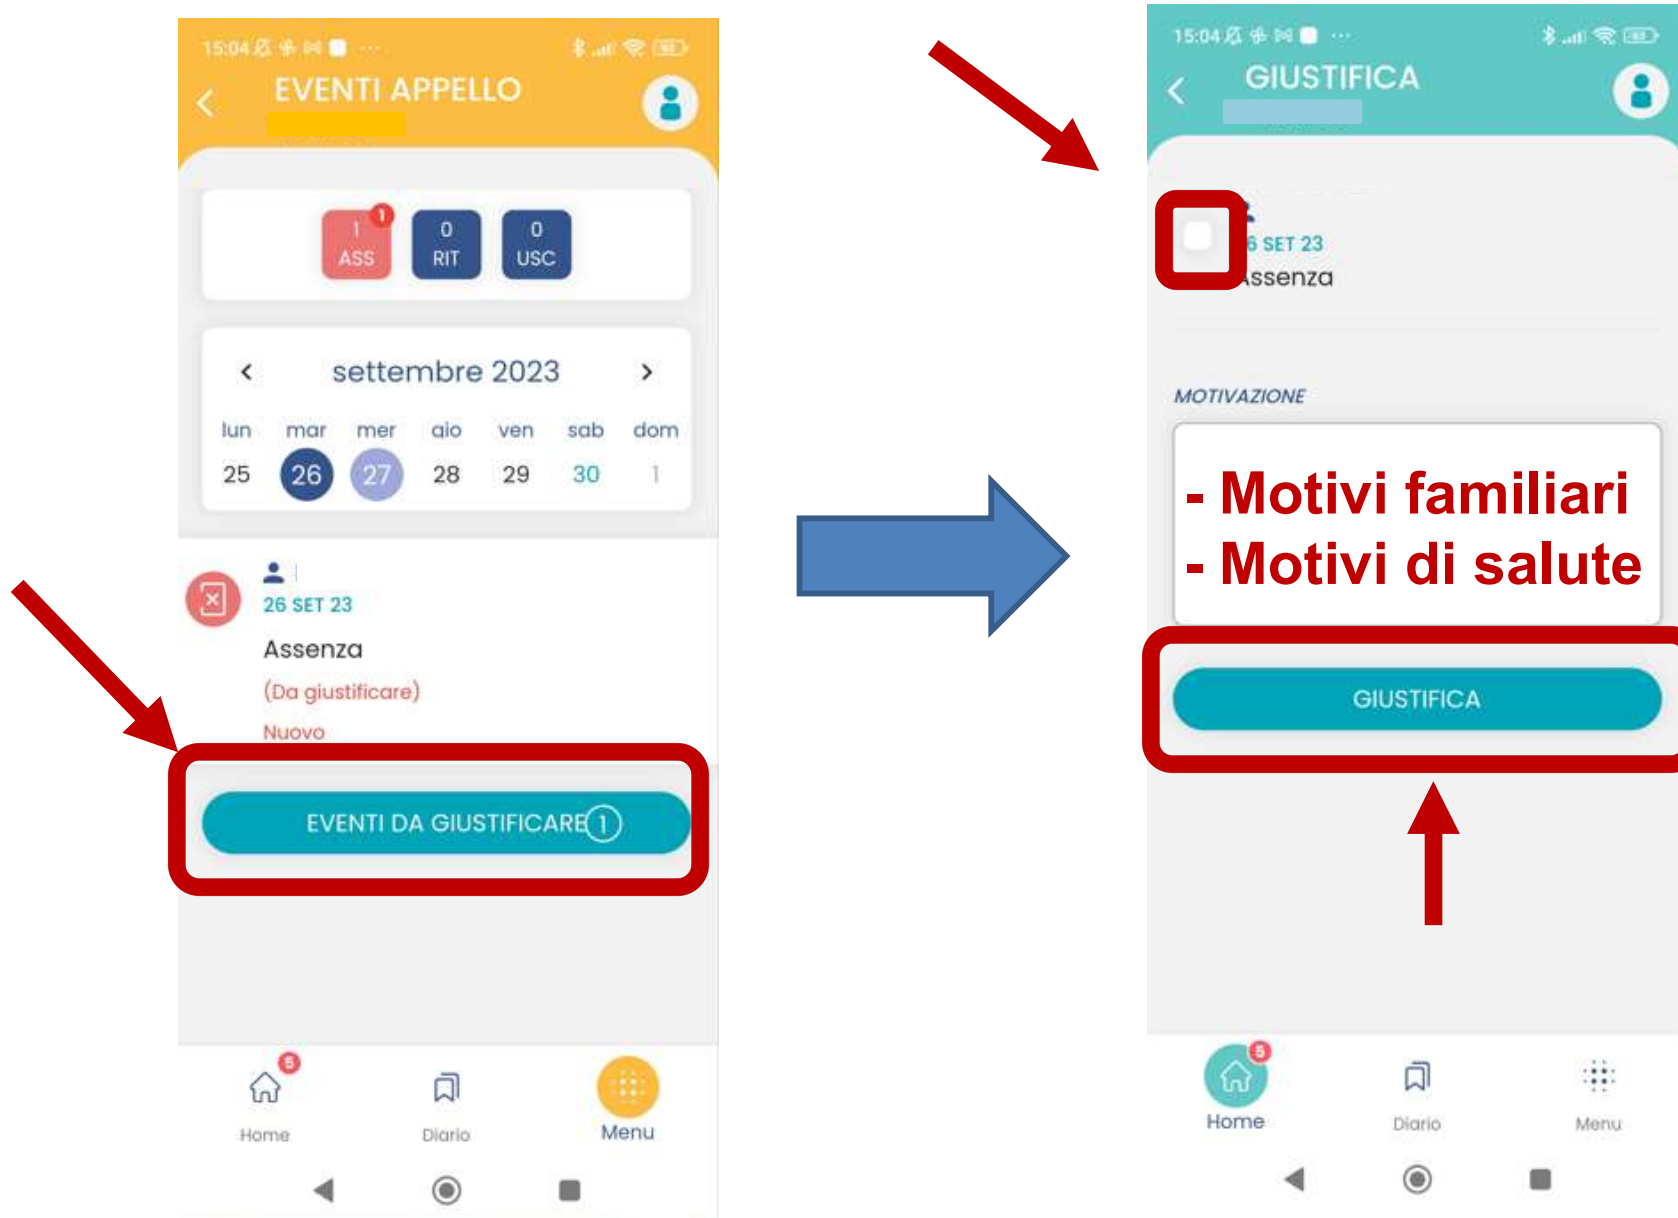 15:04
EVENTI APPELLO
1
1
ASS
0
RIT
0
USC
settembre 2023
lun mar mer gio ven sab dom
25 26 27 28 29 30 1
26 SET 23
Assenza
(Da giustificare)
Nuovo
EVENTI DA GIUSTIFICARE 1
5
Home Diario Menu
15:04
GIUSTIFICA
6 SET 23
Assenza
MOTIVAZIONE
- Motivi familiari
- Motivi di salute
GIUSTIFICA
5
Home Diario Menu